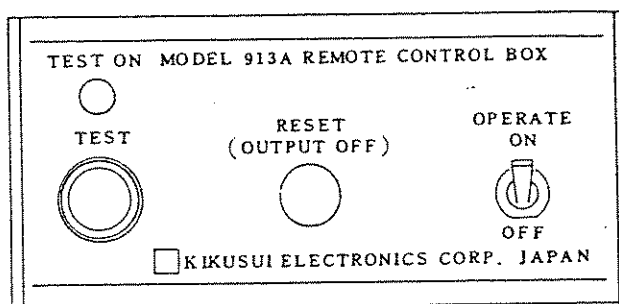 TEST ON MODEL 913A REMOTE CONTROL BOX
TEST
RESET
(OUTPUT OFF)
OPERATE
ON
OFF
KIKUSUI ELECTRONICS CORP. JAPAN